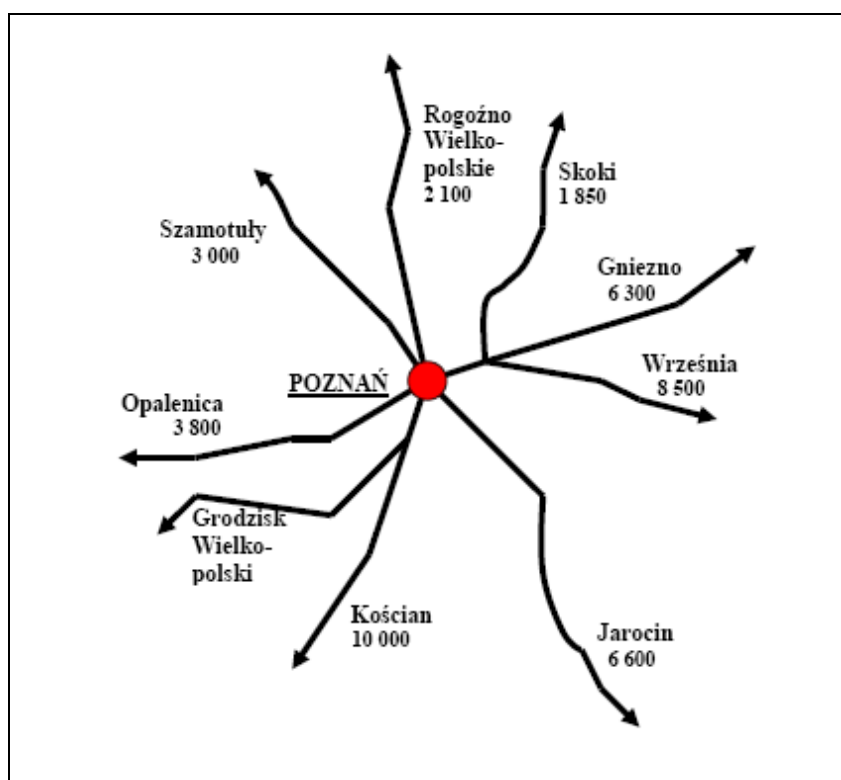 Rogoźno
Wielko-
polskie
2 100
Skoki
1 850
Szamotuły
3 000
Gniezno
6 300
Września
8 500
POZNAŃ
Opalenica
3 800
Grodzisk
Wielko-
polski
Kościan
10 000
Jarocin
6 600